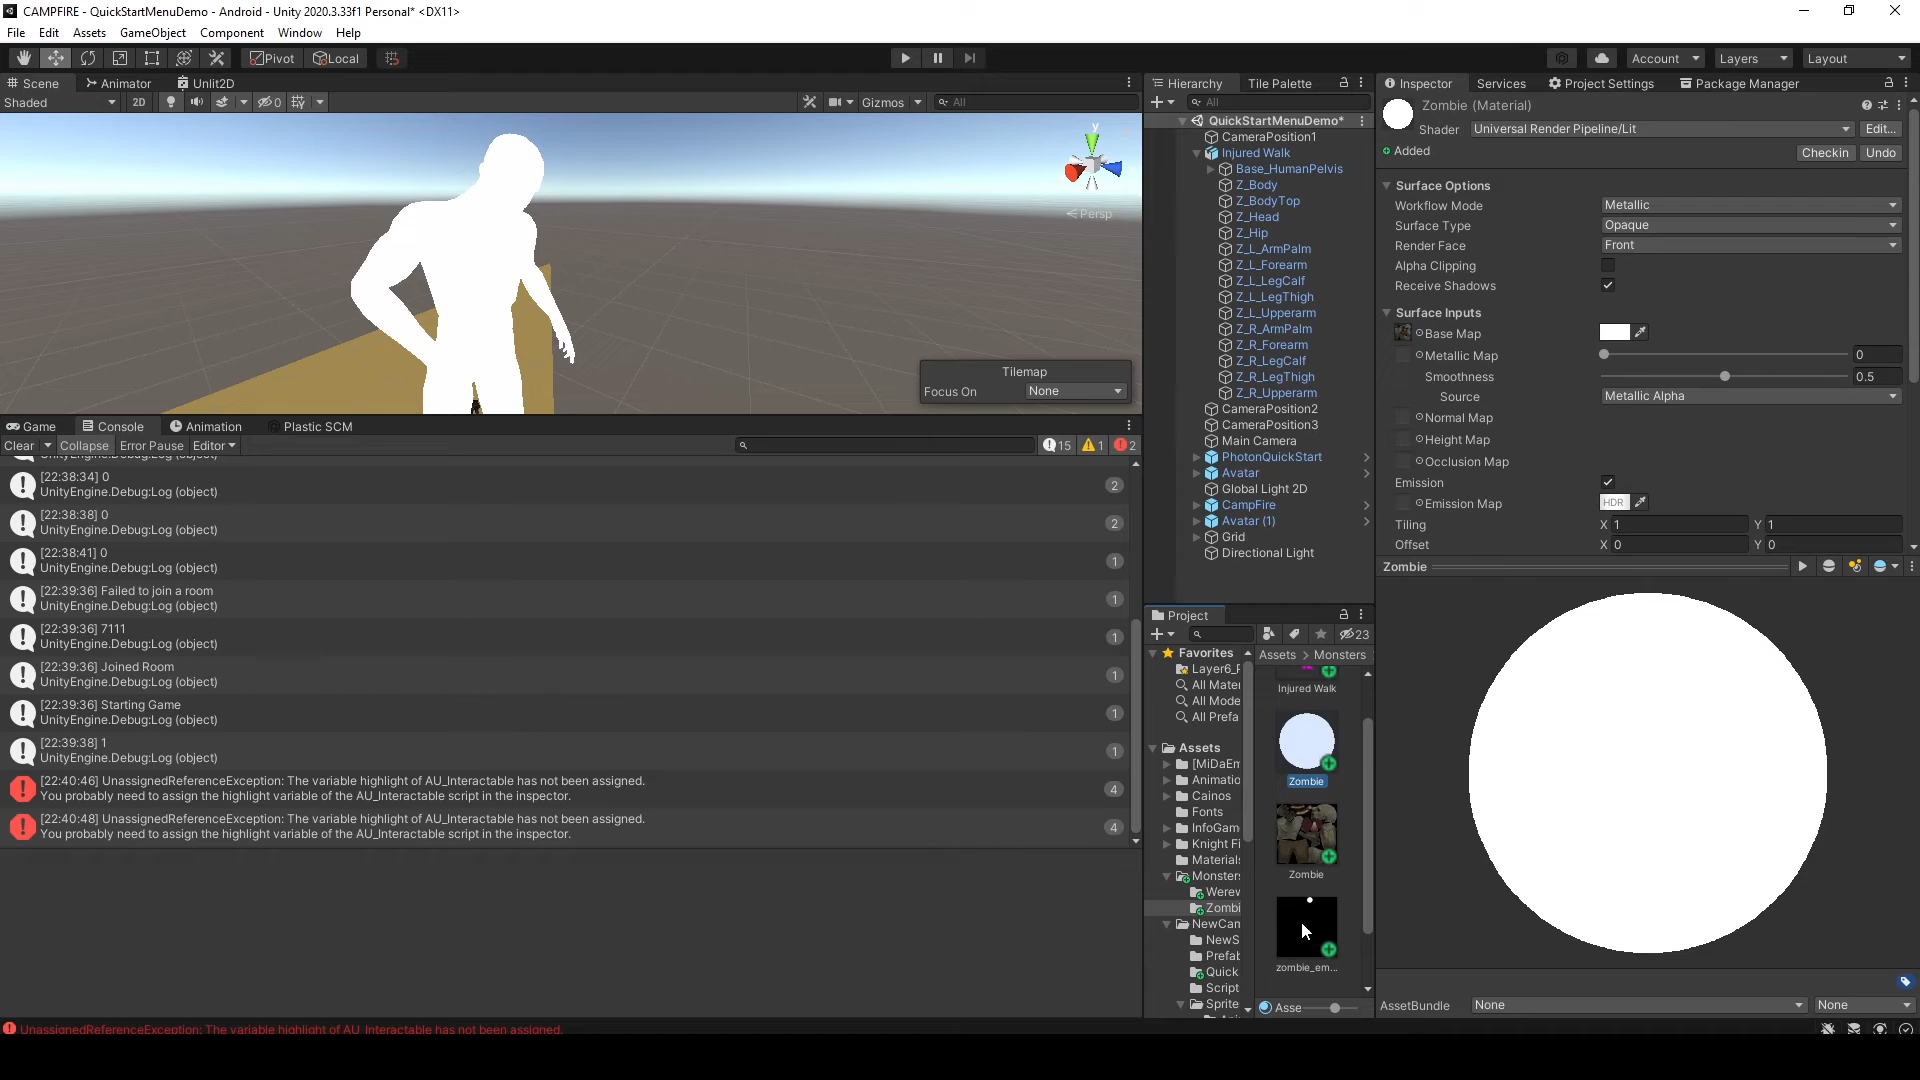 CAMPFIRE - QuickStartMenuDemo - Android - Unity 2020.3.33f1 Personal* <DX11>
File Edit Assets GameObject Component Window Help
Pivot Local Account Layers Layout
Scene Animator Unlit2D
Shaded 2D 0 Gizmos All
y
Persp
Tilemap
Focus On None
Hierarchy Tile Palette
All
QuickStartMenuDemo*
CameraPosition1
Injured Walk
Base_HumanPelvis
Z_Body
Z_BodyTop
Z_Head
Z_Hip
Z_L_ArmPalm
Z_L_Forearm
Z_L_LegCalf
Z_L_LegThigh
Z_L_Upperarm
Z_R_ArmPalm
Z_R_Forearm
Z_R_LegCalf
Z_R_LegThigh
Z_R_Upperarm
CameraPosition2
CameraPosition3
Main Camera
PhotonQuickStart
Avatar
Global Light 2D
CampFire
Avatar (1)
Grid
Directional Light
Inspector Services Project Settings Package Manager
Zombie (Material)
Shader Universal Render Pipeline/Lit Edit...
Added Checkin Undo
Surface Options
Workflow Mode Metallic
Surface Type Opaque
Render Face Front
Alpha Clipping
Receive Shadows
Surface Inputs
Base Map
Metallic Map 0
Smoothness 0.5
Source Metallic Alpha
Normal Map
Height Map
Occlusion Map
Emission
Emission Map HDR
Tiling X 1 Y 1
Offset X 0 Y 0
Zombie
AssetBundle None None
Game Console Animation Plastic SCM
Clear Collapse Error Pause Editor 15 1 2
UnityEngine.Debug:Log (object)
[22:38:34] 0
UnityEngine.Debug:Log (object) 2
[22:38:38] 0
UnityEngine.Debug:Log (object) 2
[22:38:41] 0
UnityEngine.Debug:Log (object) 1
[22:39:36] Failed to join a room
UnityEngine.Debug:Log (object) 1
[22:39:36] 7111
UnityEngine.Debug:Log (object) 1
[22:39:36] Joined Room
UnityEngine.Debug:Log (object) 1
[22:39:36] Starting Game
UnityEngine.Debug:Log (object) 1
[22:39:38] 1
UnityEngine.Debug:Log (object) 1
[22:40:46] UnassignedReferenceException: The variable highlight of AU_Interactable has not been assigned.
You probably need to assign the highlight variable of the AU_Interactable script in the inspector. 4
[22:40:48] UnassignedReferenceException: The variable highlight of AU_Interactable has not been assigned.
You probably need to assign the highlight variable of the AU_Interactable script in the inspector. 4
UnassignedReferenceException: The variable highlight of AU_Interactable has not been assigned.
Project
23
Favorites
Layer6_F
All Mater
All Mode
All Prefa
Assets
[MiDaEm
Animatio
Cainos
Fonts
InfoGam
Knight Fi
Materials
Monsters
Werew
Zombi
NewCam
NewS
Prefab
Quick
Script
Sprite
Assets > Monsters
Injured Walk
Zombie
Zombie
zombie_em...
Asse